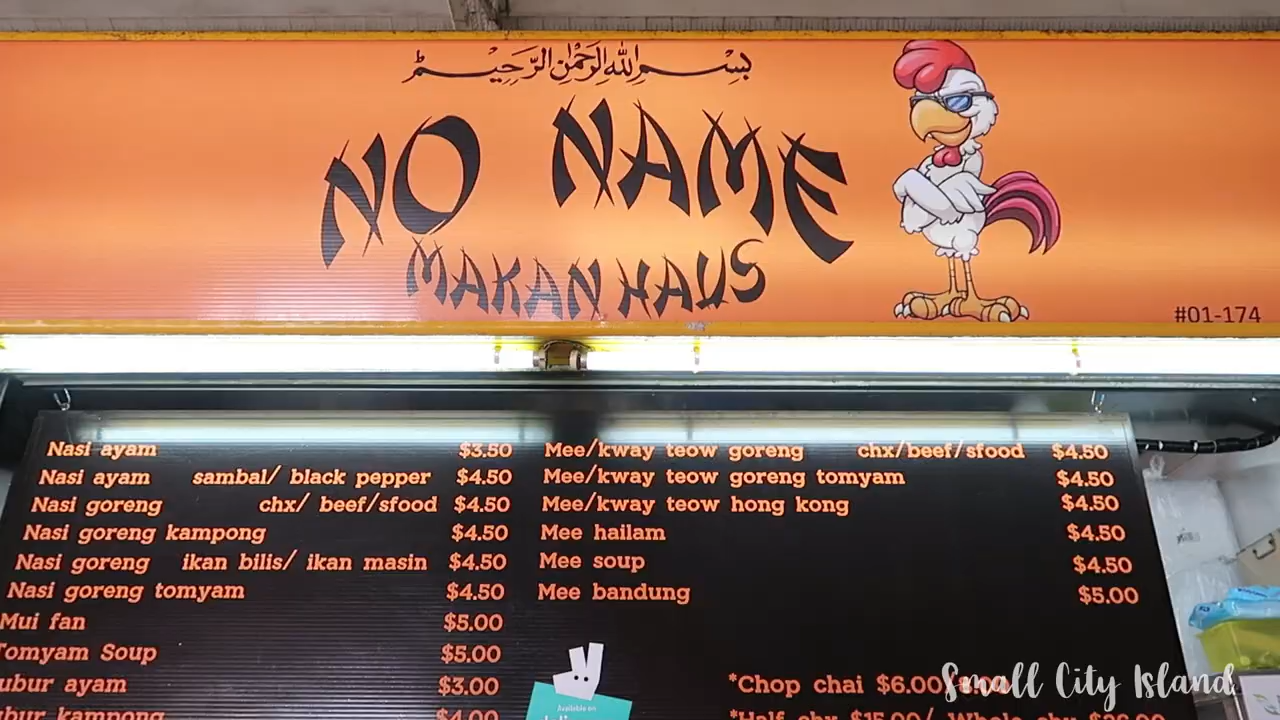 بسم الله الرحمن الرحيم
NO NAME
MAKAN HAUS
#01-174
Nasi ayam $3.50
Nasi ayam sambal/ black pepper $4.50
Nasi goreng chx/ beef/sfood $4.50
Nasi goreng kampong $4.50
Nasi goreng ikan bilis/ ikan masin $4.50
Nasi goreng tomyam $4.50
Mui fan $5.00
Tomyam Soup $5.00
ubur ayam $3.00
ubur kampong $4.00
Mee/kway teow goreng chx/beef/sfood $4.50
Mee/kway teow goreng tomyam $4.50
Mee/kway teow hong kong $4.50
Mee hailam $4.50
Mee soup $4.50
Mee bandung $5.00
*Chop chai $6.00/
*Half chx $15.00/ Whole chx
Available on
Small City Island